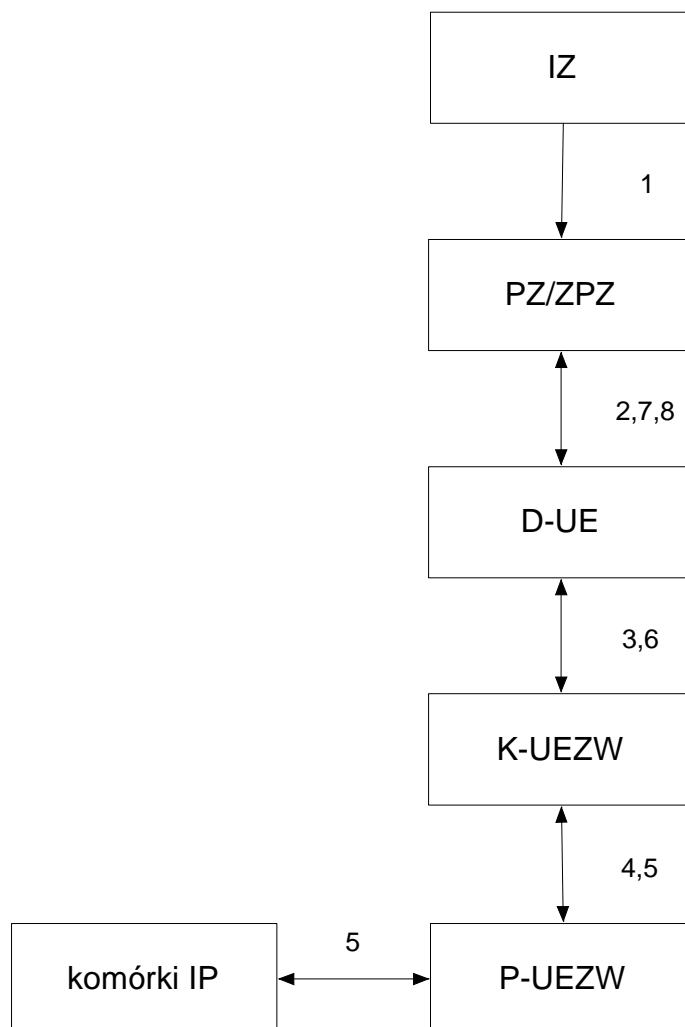 IZ
1
PZ/ZPZ
2,7,8
D-UE
3,6
K-UEZW
4,5
komórki IP
5
P-UEZW